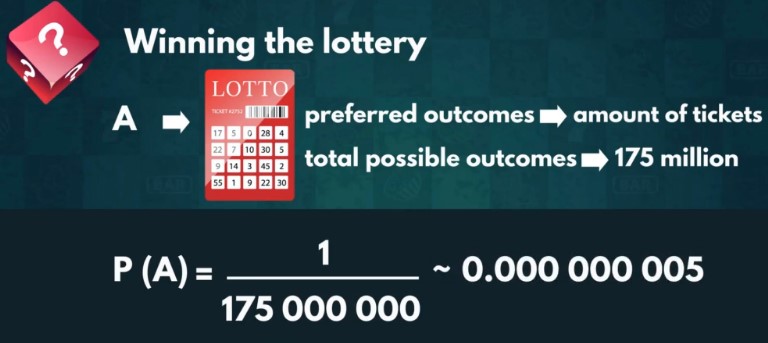 Winning the lottery
A
LOTTO
preferred outcomes ➡ amount of tickets
total possible outcomes ➡ 175 million
17 5 0 28 4
22 7 10 30 5
9 14 3 45 2
55 1 9 22 30
P (A) = 1
175 000 000
~ 0.000 000 005
? ? ?